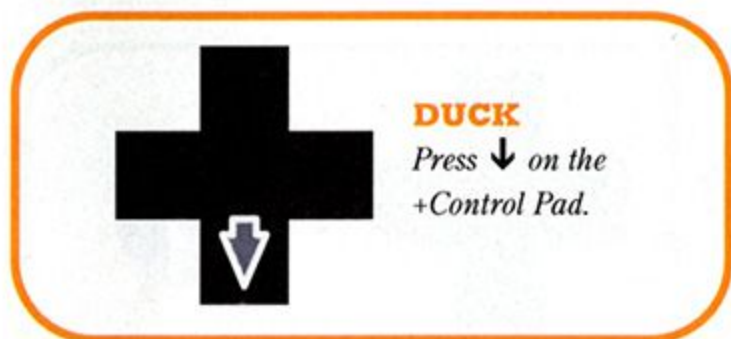 DUCK
Press ↓ on the
+Control Pad.